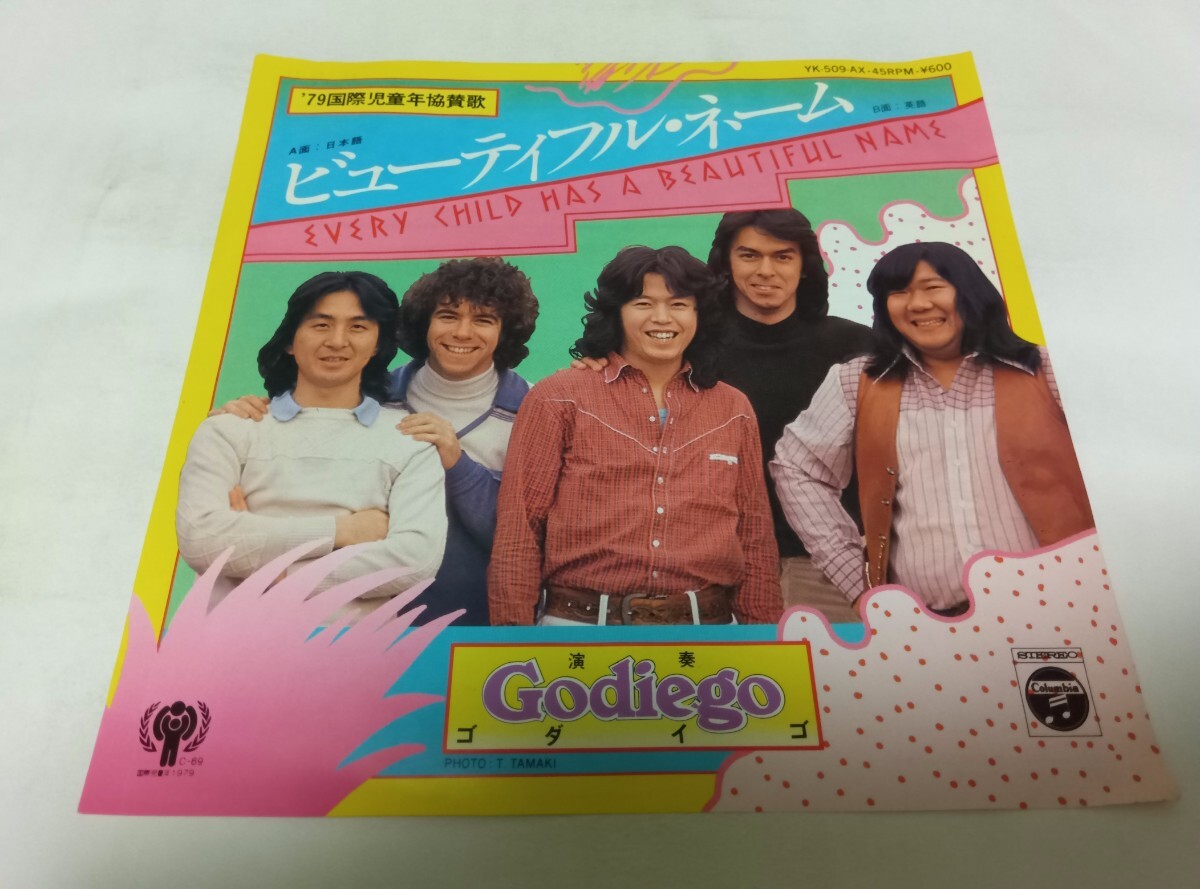 YK-509-AX-45RPM-¥600
'79国際児童年協賛歌
A面：日本語
B面：英語
ビューティフル・ネーム
EVERY CHILD HAS A BEAUTIFUL NAME
演奏
Godiego
ゴダイゴ
PHOTO：T TAMAKI
C-69
国際児童年1979
STEREO
Columbia